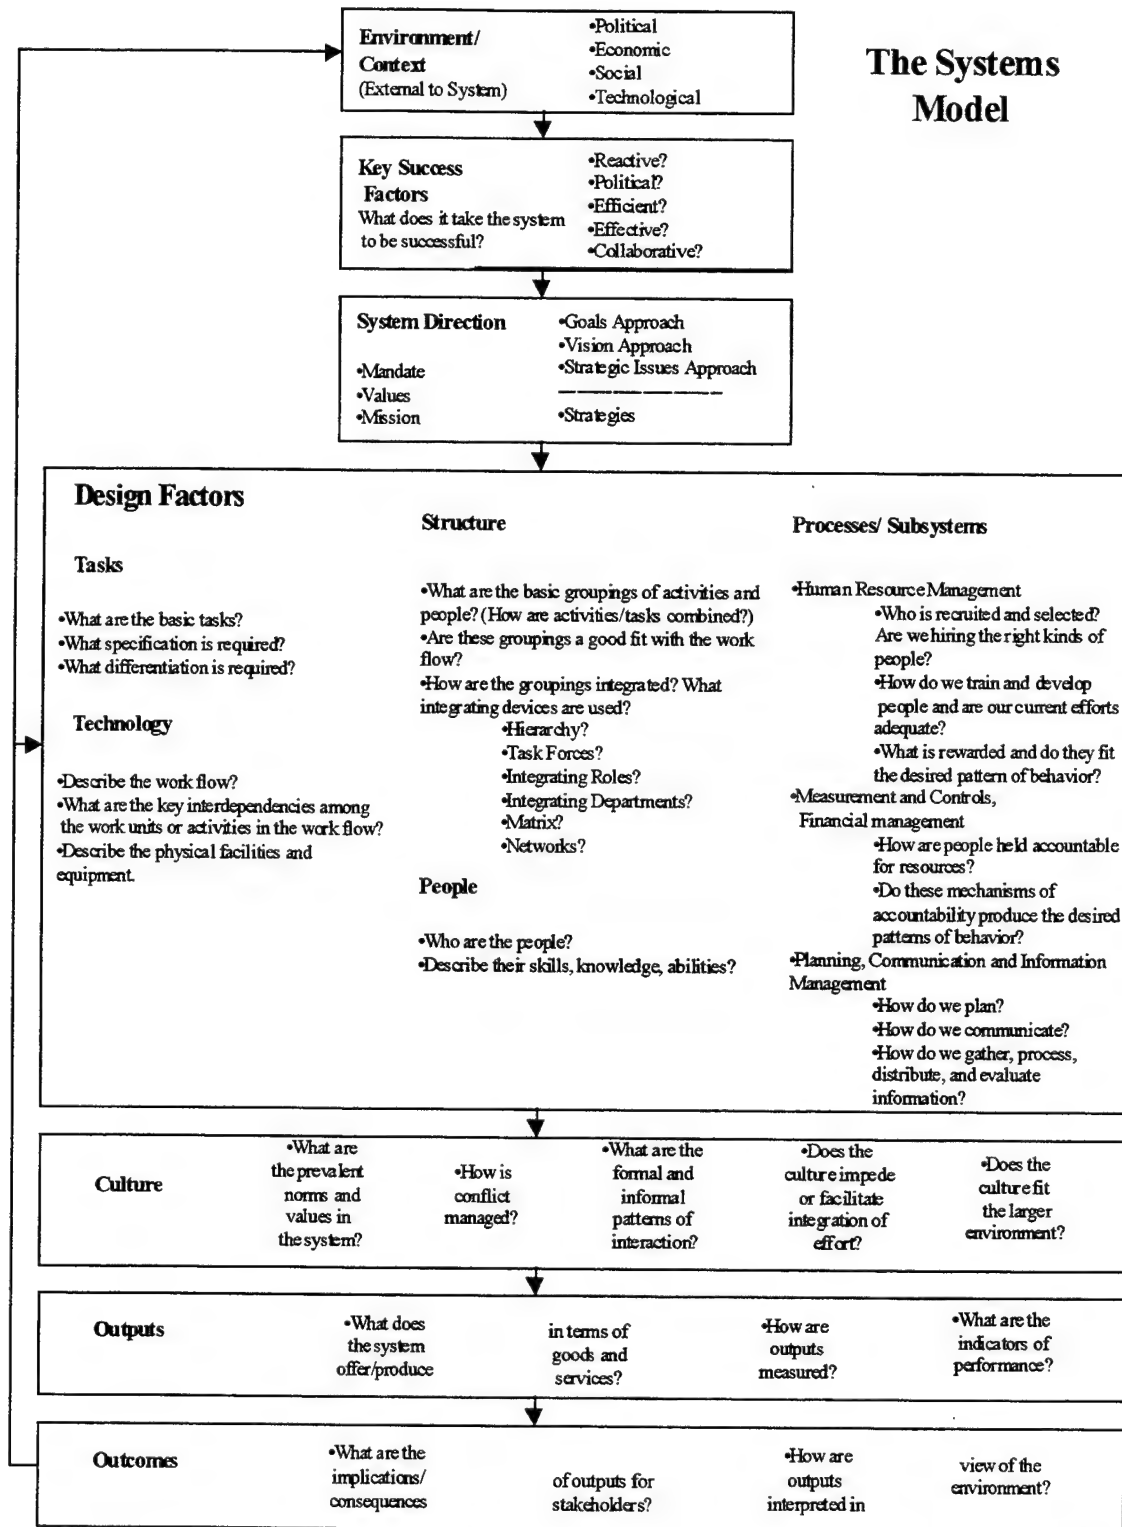 The Systems
Model
Environment/
Context
(External to System)
•Political
•Economic
•Social
•Technological
Key Success
Factors
What does it take the system
to be successful?
•Reactive?
•Political?
•Efficient?
•Effective?
•Collaborative?
System Direction
•Mandate
•Values
•Mission
•Goals Approach
•Vision Approach
•Strategic Issues Approach
•Strategies
Design Factors
Tasks
•What are the basic tasks?
•What specification is required?
•What differentiation is required?
Technology
•Describe the work flow?
•What are the key interdependencies among
the work units or activities in the work flow?
•Describe the physical facilities and
equipment.
Structure
•What are the basic groupings of activities and
people? (How are activities/tasks combined?)
•Are these groupings a good fit with the work
flow?
•How are the groupings integrated? What
integrating devices are used?
•Hierarchy?
•Task Forces?
•Integrating Roles?
•Integrating Departments?
•Matrix?
•Networks?
People
•Who are the people?
•Describe their skills, knowledge, abilities?
Processes/ Subsystems
•Human Resource Management
•Who is recruited and selected?
Are we hiring the right kinds of
people?
•How do we train and develop
people and are our current efforts
adequate?
•What is rewarded and do they fit
the desired pattern of behavior?
•Measurement and Controls,
Financial management
•How are people held accountable
for resources?
•Do these mechanisms of
accountability produce the desired
patterns of behavior?
•Planning, Communication and Information
Management
•How do we plan?
•How do we communicate?
•How do we gather, process,
distribute, and evaluate
information?
Culture
•What are
the prevalent
norms and
values in
the system?
•How is
conflict
managed?
•What are the
formal and
informal
patterns of
interaction?
•Does the
culture impede
or facilitate
integration of
effort?
•Does the
culture fit
the larger
environment?
Outputs
•What does
the system
offer/produce
in terms of
goods and
services?
•How are
outputs
measured?
•What are the
indicators of
performance?
Outcomes
•What are the
implications/
consequences
of outputs for
stakeholders?
•How are
outputs
interpreted in
view of the
environment?